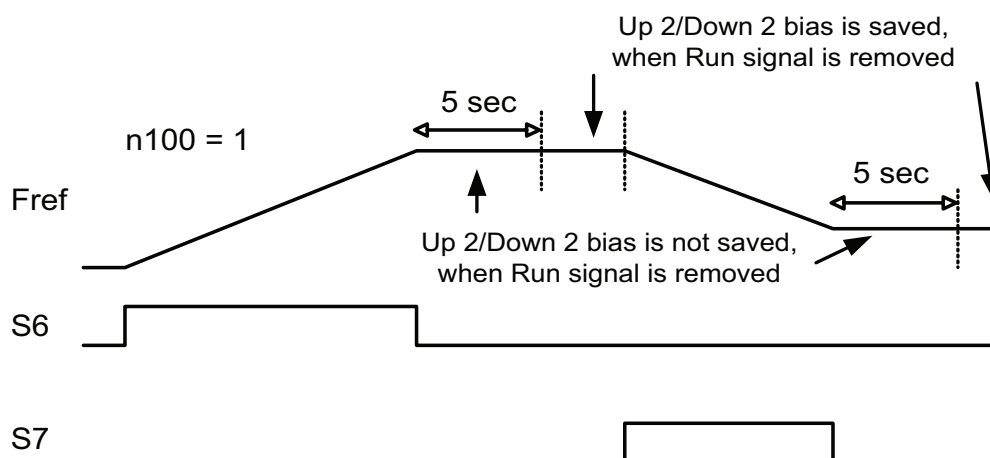 Up 2/Down 2 bias is saved,
when Run signal is removed
5 sec
n100 = 1
5 sec
Fref
Up 2/Down 2 bias is not saved,
when Run signal is removed
S6
S7